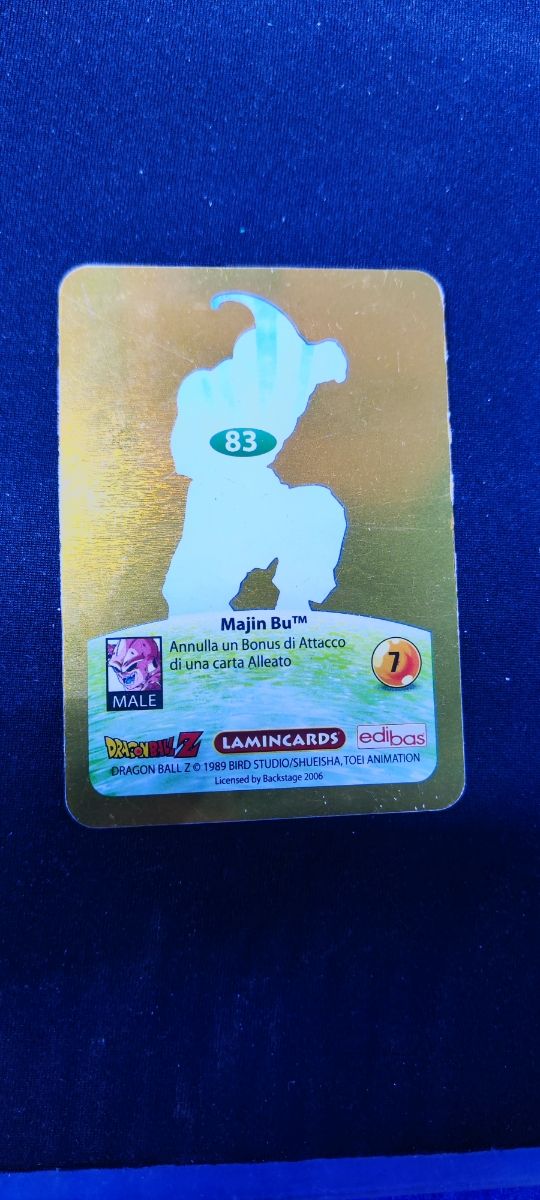 83
Majin Bu™
Annulla un Bonus di Attacco
di una carta Alleato
7
MALE
DRAGON BALL Z
LAMINCARDS®
edibas
DRAGON BALL Z © 1989 BIRD STUDIO/SHUEISHA, TOEI ANIMATION
Licensed by Backstage 2006